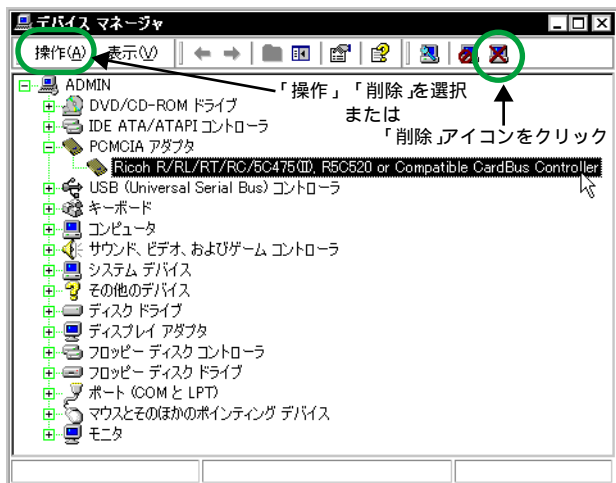 デバイス マネージャ
操作(A) 表示(V)
「操作」「削除」を選択
または
「削除」アイコンをクリック
ADMIN
DVD/CD-ROM ドライブ
IDE ATA/ATAPI コントローラ
PCMCIA アダプタ
Ricoh R/RL/RT/RC/5C475(II), R5C520 or Compatible CardBus Controller
USB (Universal Serial Bus) コントローラ
キーボード
コンピュータ
サウンド、ビデオ、およびゲーム コントローラ
システム デバイス
その他のデバイス
ディスク ドライブ
ディスプレイ アダプタ
フロッピー ディスク コントローラ
フロッピー ディスク ドライブ
ポート (COM と LPT)
マウスとそのほかのポインティング デバイス
モニタ